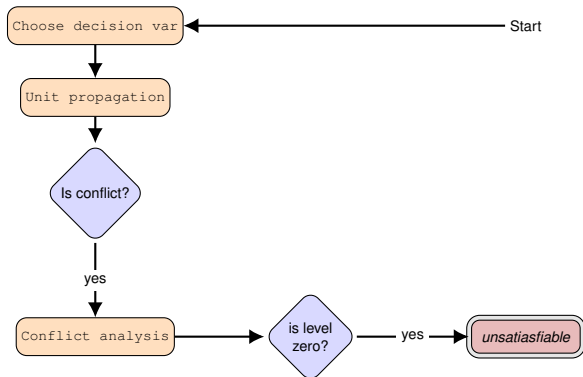 Choose decision var
Start
Unit propagation
Is conflict?
yes
Conflict analysis
is level
zero?
yes
unsatiasfiable